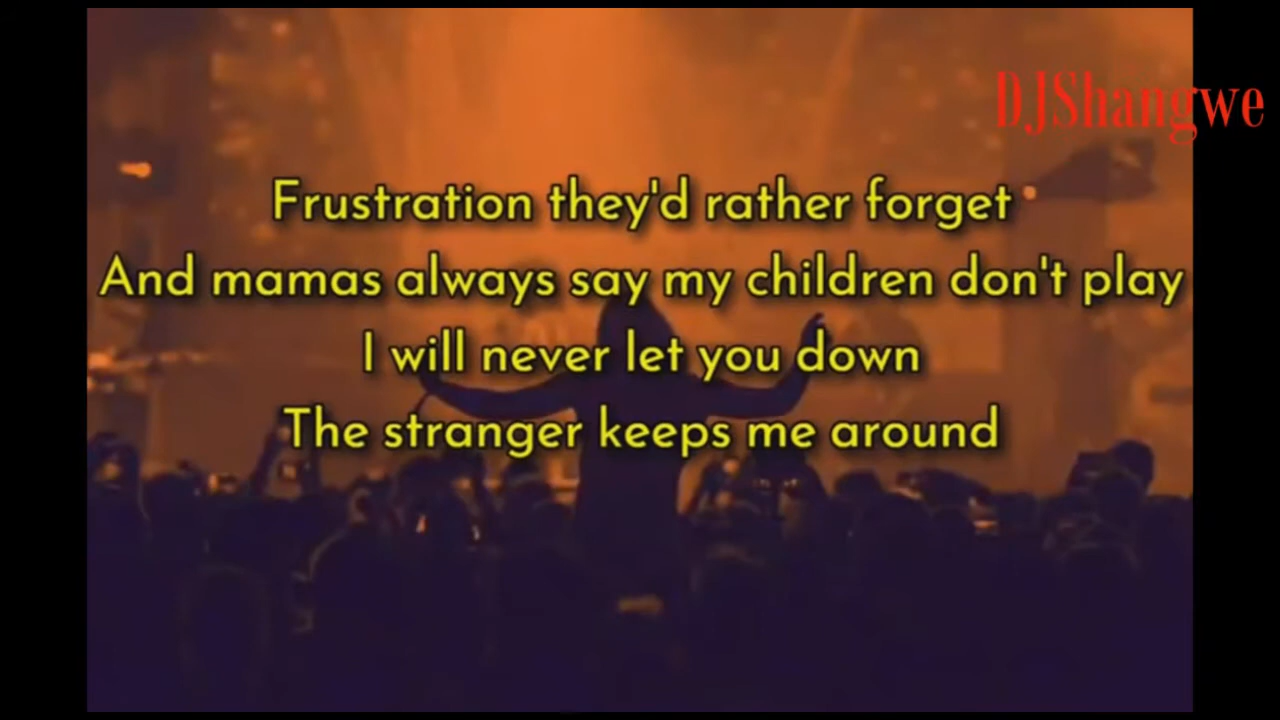 DJShangwe
Frustration they'd rather forget
And mamas always say my children don't play
I will never let you down
The stranger keeps me around